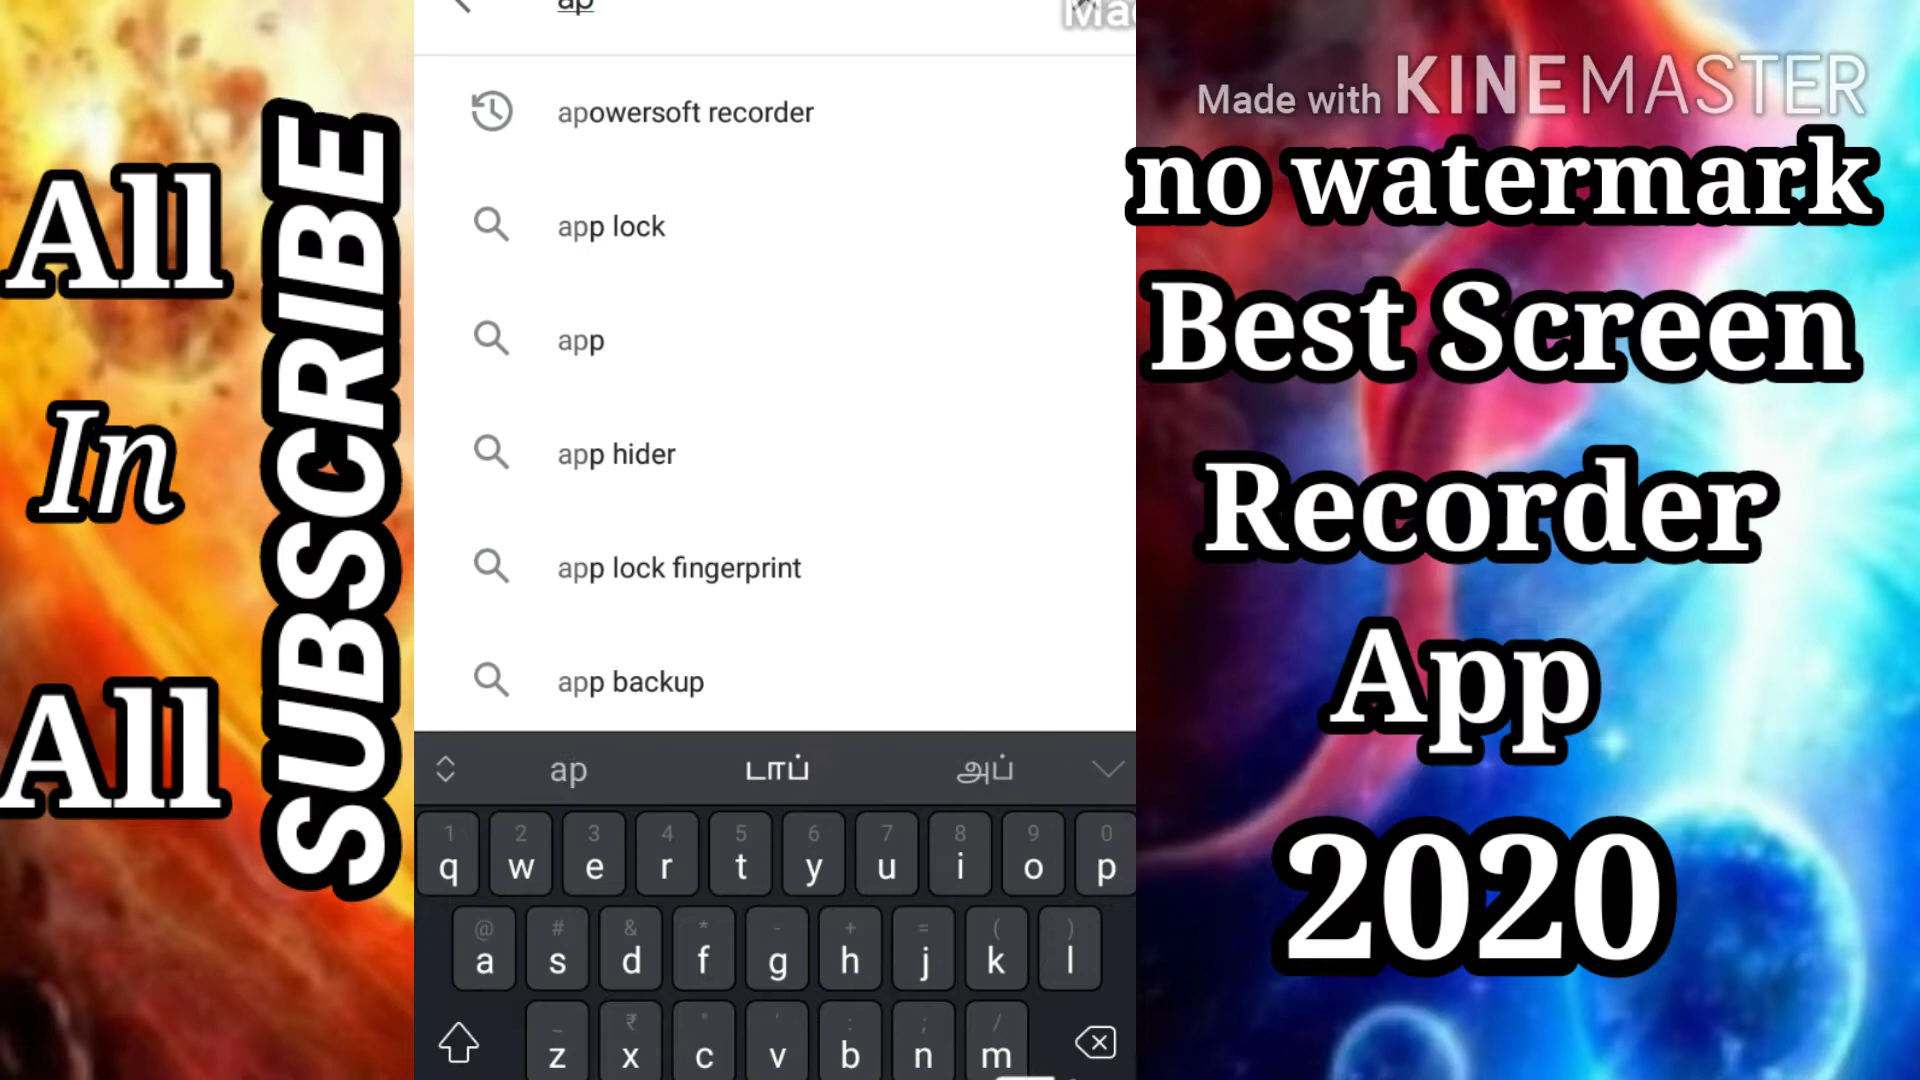 All
In
All
SUBSCRIBE
ap
Ma
apowersoft recorder
app lock
app
app hider
app lock fingerprint
app backup
ap டாப் அப்
1 2 3 4 5 6 7 8 9 0
q w e r t y u i o p
@ # & * - + = ( )
a s d f g h j k l
_ ₹ " ' : ; /
z x c v b n m
Made with KINEMASTER
no watermark
Best Screen
Recorder
App
2020